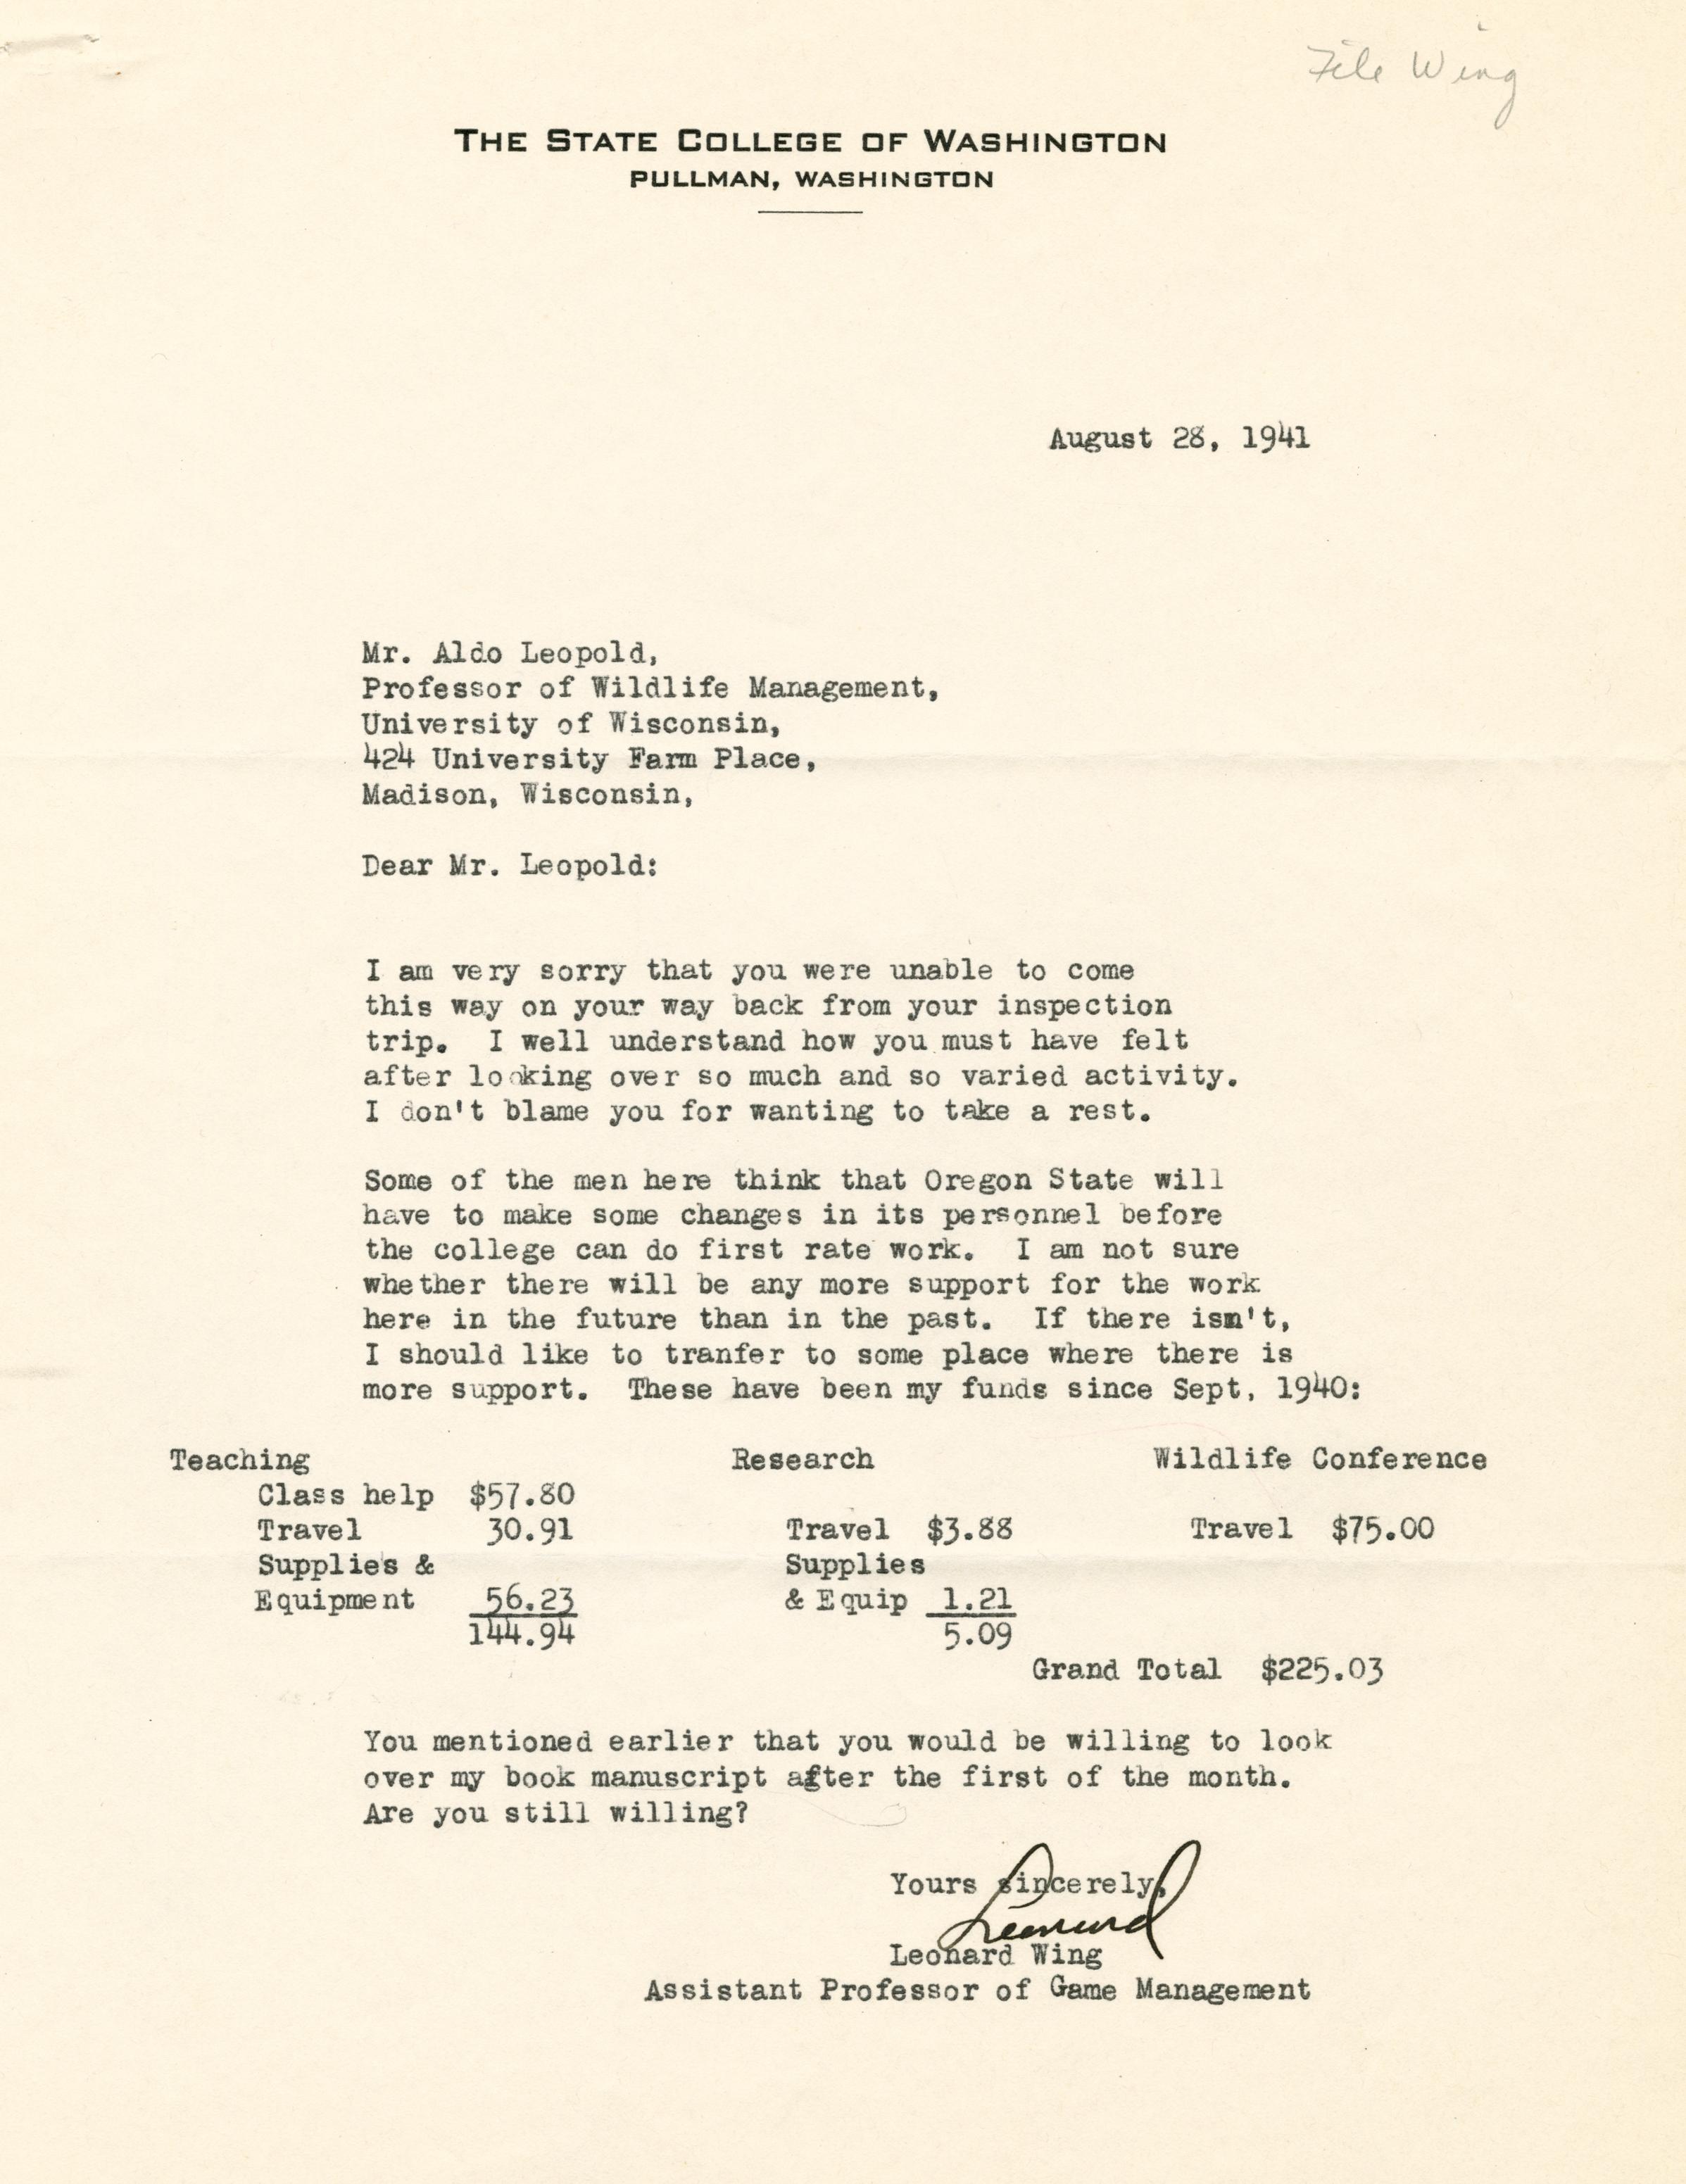 File Wing
THE STATE COLLEGE OF WASHINGTON
PULLMAN, WASHINGTON
August 28, 1941
Mr. Aldo Leopold,
Professor of Wildlife Management,
University of Wisconsin,
424 University Farm Place,
Madison, Wisconsin,
Dear Mr. Leopold:
I am very sorry that you were unable to come
this way on your way back from your inspection
trip. I well understand how you must have felt
after looking over so much and so varied activity.
I don't blame you for wanting to take a rest.
Some of the men here think that Oregon State will
have to make some changes in its personnel before
the college can do first rate work. I am not sure
whether there will be any more support for the work
here in the future than in the past. If there isn't,
I should like to tranfer to some place where there is
more support. These have been my funds since Sept, 1940:
Teaching Research Wildlife Conference
Class help $57.80
Travel 30.91 Travel $3.88 Travel $75.00
Supplies & Supplies
Equipment 56.23 & Equip 1.21
144.94 5.09
Grand Total $225.03
You mentioned earlier that you would be willing to look
over my book manuscript after the first of the month.
Are you still willing?
Yours sincerely,
Leonard
Leonard Wing
Assistant Professor of Game Management